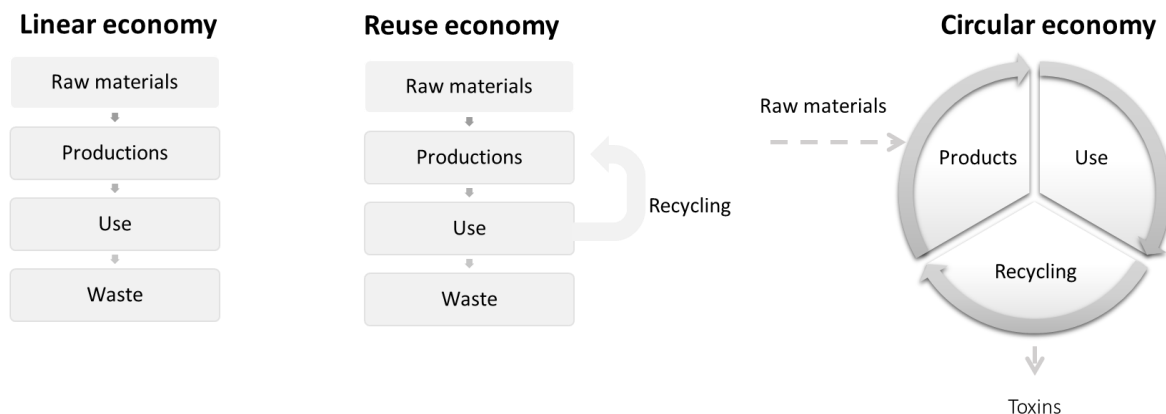 Linear economy
Raw materials
Productions
Use
Waste
Reuse economy
Raw materials
Productions
Use
Waste
Recycling
Circular economy
Raw materials
Products
Use
Recycling
Toxins